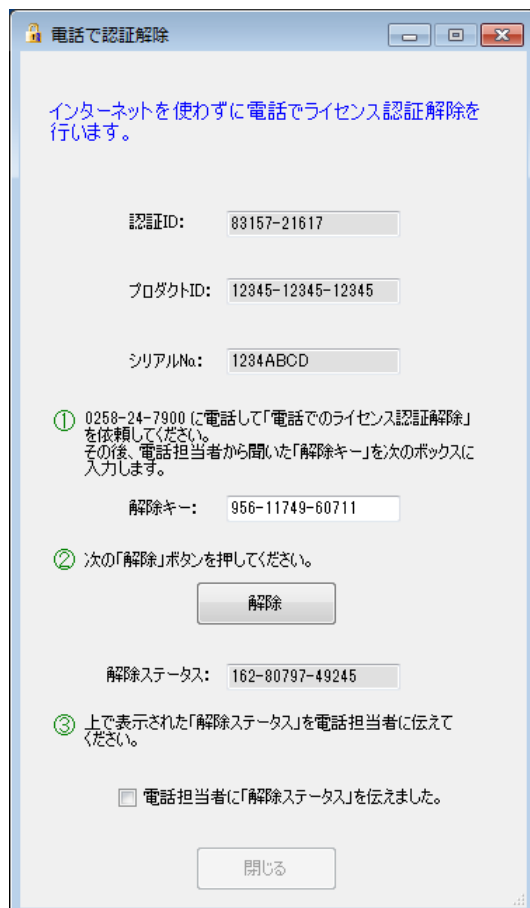 電話で認証解除
インターネットを使わずに電話でライセンス認証解除を
行います。
認証ID: 83157-21617
プロダクトID: 12345-12345-12345
シリアルNo.: 1234ABCD
① 0258-24-7900 に電話して「電話でのライセンス認証解除」
を依頼してください。
その後、電話担当者から聞いた「解除キー」を次のボックスに
入力します。
解除キー: 956-11749-60711
② 次の「解除」ボタンを押してください。
解除
解除ステータス: 162-80797-49245
③ 上で表示された「解除ステータス」を電話担当者に伝えて
ください。
電話担当者に「解除ステータス」を伝えました。
閉じる